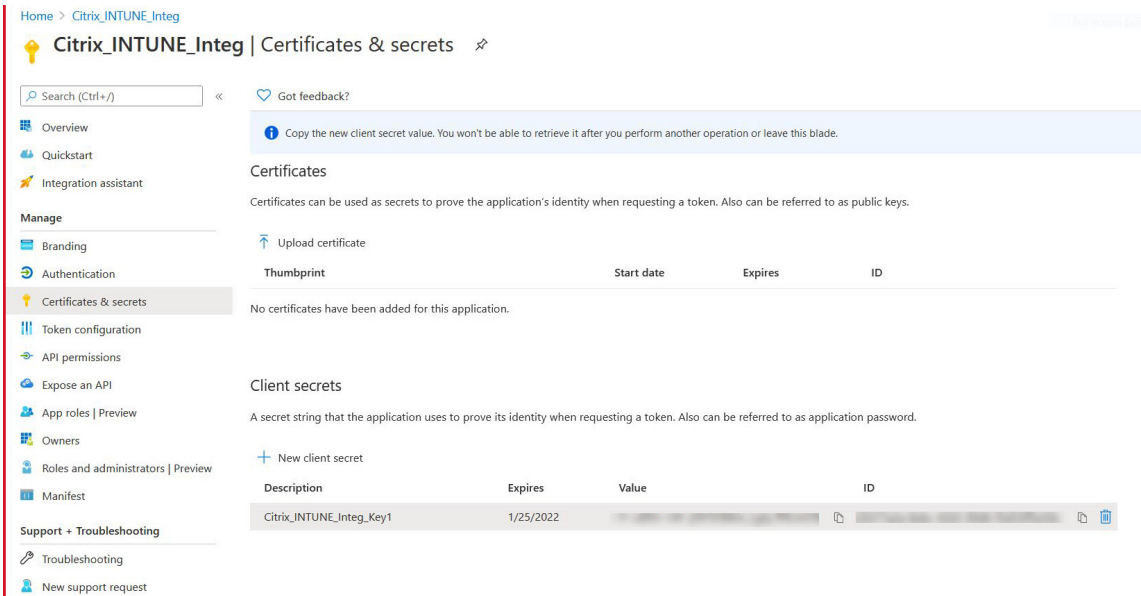 Home > Citrix_INTUNE_Integ
Citrix_INTUNE_Integ | Certificates & secrets
Search (Ctrl+/)
«
Overview
Quickstart
Integration assistant
Manage
Branding
Authentication
Certificates & secrets
Token configuration
API permissions
Expose an API
App roles | Preview
Owners
Roles and administrators | Preview
Manifest
Support + Troubleshooting
Troubleshooting
New support request
Got feedback?
Copy the new client secret value. You won't be able to retrieve it after you perform another operation or leave this blade.
Certificates
Certificates can be used as secrets to prove the application's identity when requesting a token. Also can be referred to as public keys.
Upload certificate
Thumbprint Start date Expires ID
No certificates have been added for this application.
Client secrets
A secret string that the application uses to prove its identity when requesting a token. Also can be referred to as application password.
New client secret
Description Expires Value ID
Citrix_INTUNE_Integ_Key1 1/25/2022